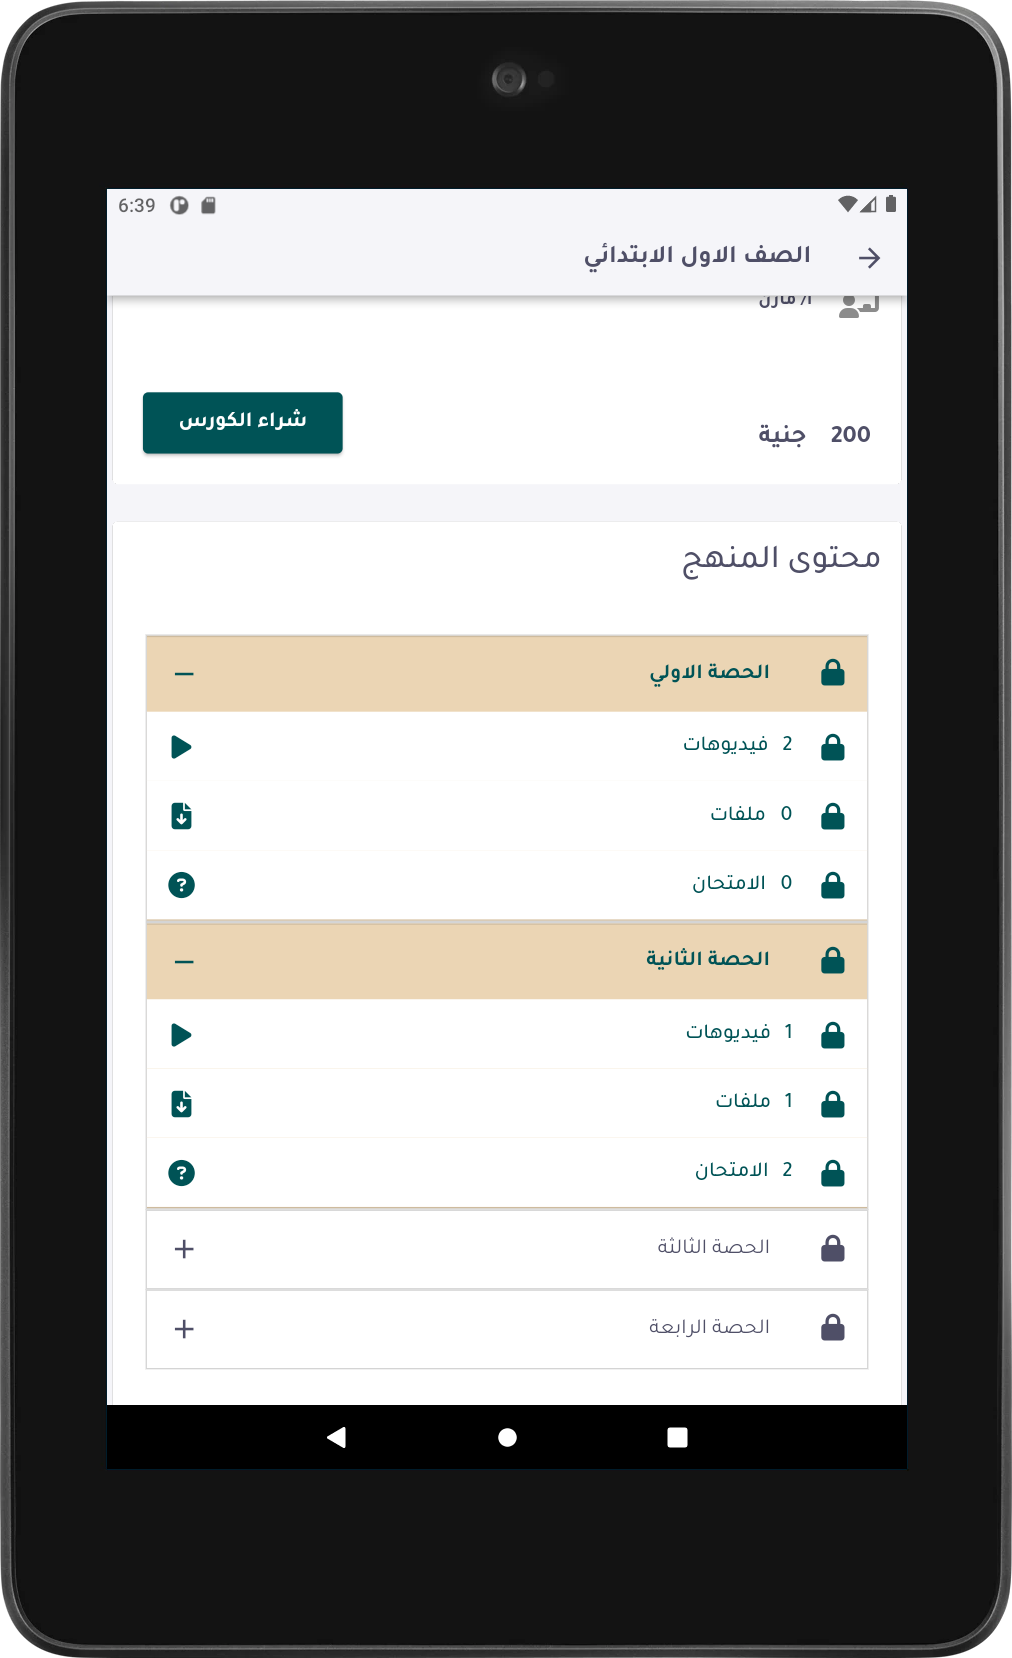 6:39
الصف الاول الابتدائي
ا/ مازن
200 جنية
شراء الكورس
محتوى المنهج
الحصة الاولي
2 فيديوهات
0 ملفات
0 الامتحان
الحصة الثانية
1 فيديوهات
1 ملفات
2 الامتحان
الحصة الثالثة
الحصة الرابعة